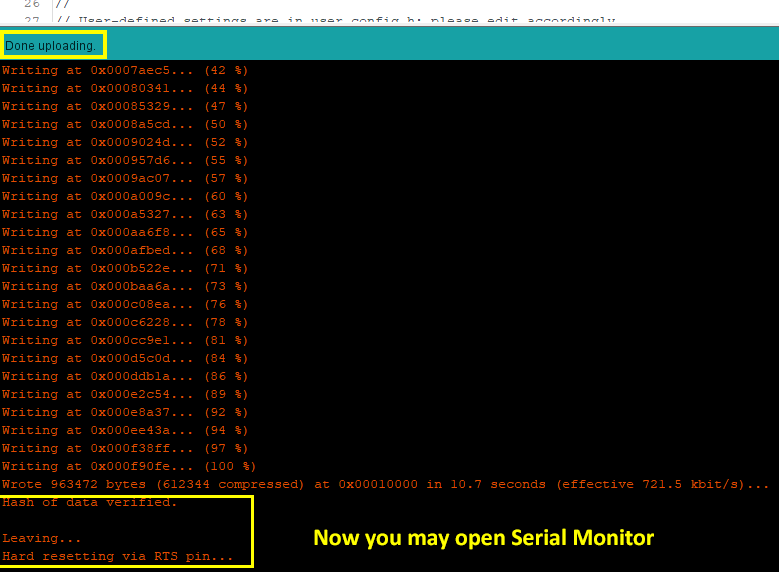 26 //
27 // User-defined settings are in user_config.h; please edit accordingly
Done uploading.
Writing at 0x0007aec5... (42 %)
Writing at 0x00080341... (44 %)
Writing at 0x00085329... (47 %)
Writing at 0x0008a5cd... (50 %)
Writing at 0x0009024d... (52 %)
Writing at 0x000957d6... (55 %)
Writing at 0x0009ac07... (57 %)
Writing at 0x000a009c... (60 %)
Writing at 0x000a5327... (63 %)
Writing at 0x000aa6f8... (65 %)
Writing at 0x000afbed... (68 %)
Writing at 0x000b522e... (71 %)
Writing at 0x000baa6a... (73 %)
Writing at 0x000c08ea... (76 %)
Writing at 0x000c6228... (78 %)
Writing at 0x000cc9e1... (81 %)
Writing at 0x000d5c0d... (84 %)
Writing at 0x000ddb1a... (86 %)
Writing at 0x000e2c54... (89 %)
Writing at 0x000e8a37... (92 %)
Writing at 0x000ee43a... (94 %)
Writing at 0x000f38ff... (97 %)
Writing at 0x000f90fe... (100 %)
Wrote 963472 bytes (612344 compressed) at 0x00010000 in 10.7 seconds (effective 721.5 kbit/s)...
Hash of data verified.
Leaving...
Hard resetting via RTS pin...
Now you may open Serial Monitor